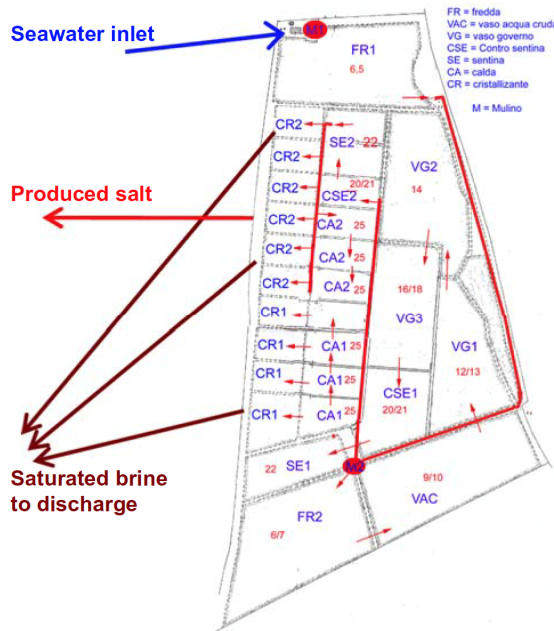 Seawater inlet
M1
FR1
6,5
FR = fredda
VAC = vaso acqua cruda
VG = vaso governo
CSE = Contro sentina
SE = sentina
CA = calda
CR = cristallizante
M = Mulino
CR2
SE2 22
CR2
VG2
14
20/21
CR2
CSE2
Produced salt
CR2
CA2 25
CR2
CA2 25
CR2
CA2 25
16/18
VG3
CR1
VG1
12/13
CR1
CA1 25
CR1
CA1 25
CSE1
20/21
CR1
CA1 25
Saturated brine
to discharge
22 SE1
M2
9/10
VAC
FR2
6/7